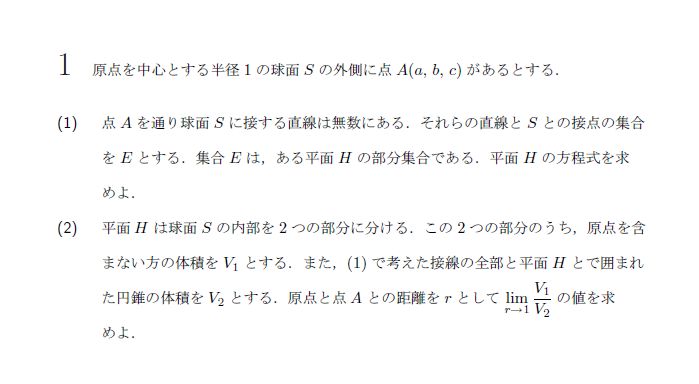 1 原点を中心とする半径 1 の球面 S の外側に点 A(a, b, c) があるとする．
(1) 点 A を通り球面 S に接する直線は無数にある．それらの直線と S との接点の集合
を E とする．集合 E は，ある平面 H の部分集合である．平面 H の方程式を求
めよ．
(2) 平面 H は球面 S の内部を 2 つの部分に分ける．この 2 つの部分のうち，原点を含
まない方の体積を V₁ とする．また，(1) で考えた接線の全部と平面 H とで囲まれ
た円錐の体積を V₂ とする．原点と点 A との距離を r として lim_{r→1} V₁/V₂ の値を求
めよ．